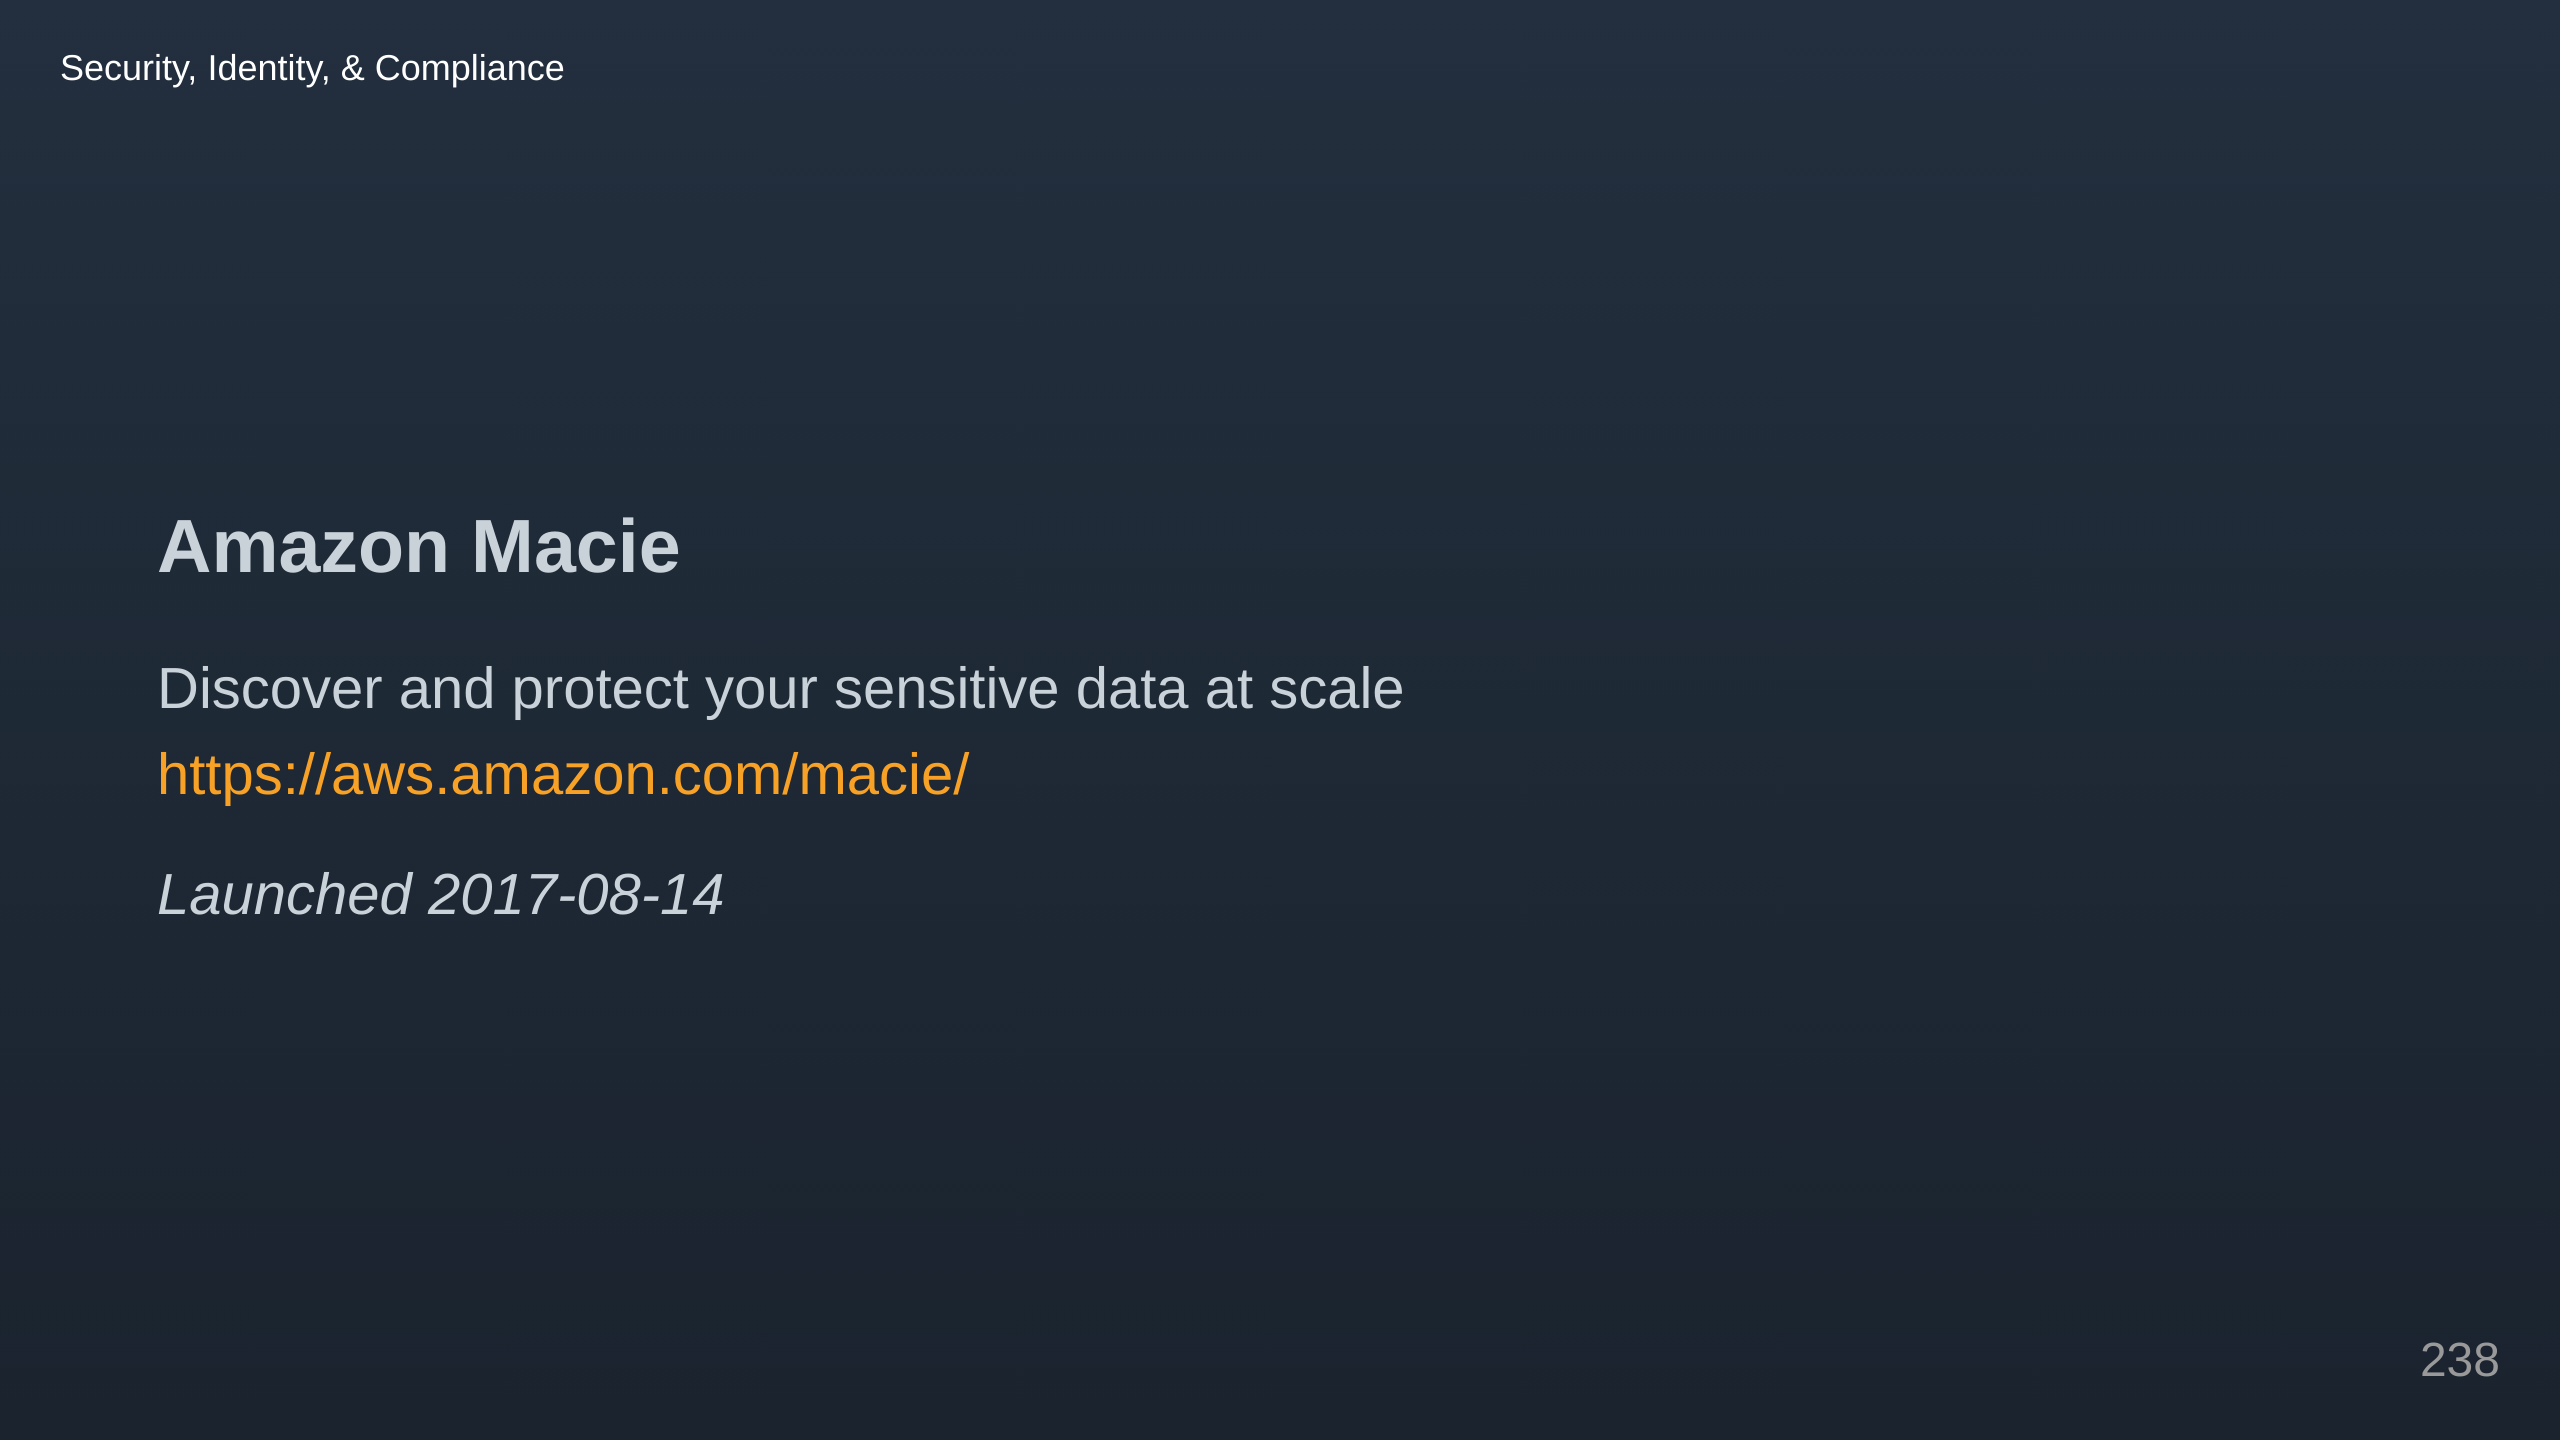 Security, Identity, & Compliance
Amazon Macie
Discover and protect your sensitive data at scale
https://aws.amazon.com/macie/
Launched 2017-08-14
238